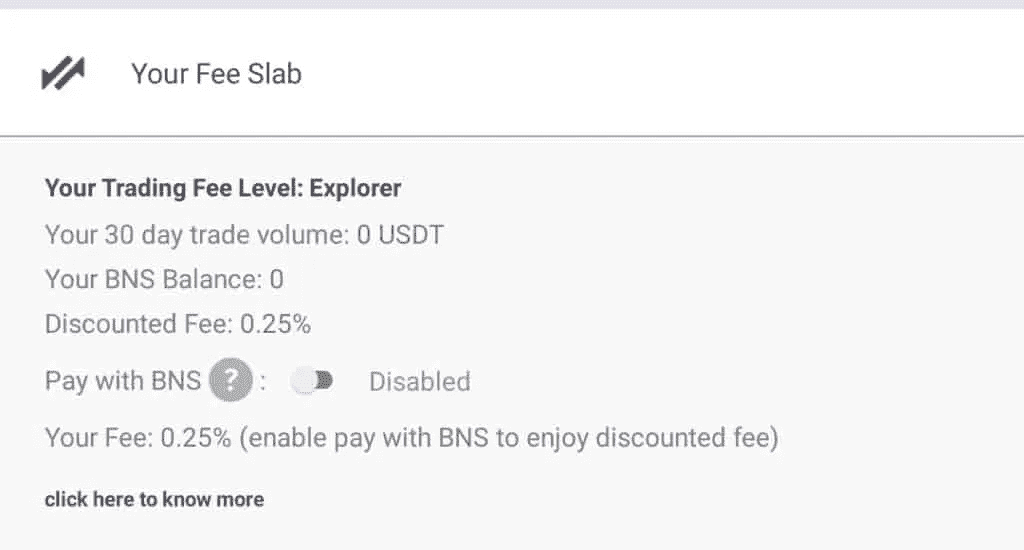 Your Fee Slab
Your Trading Fee Level: Explorer
Your 30 day trade volume: 0 USDT
Your BNS Balance: 0
Discounted Fee: 0.25%
Pay with BNS ? : Disabled
Your Fee: 0.25% (enable pay with BNS to enjoy discounted fee)
click here to know more